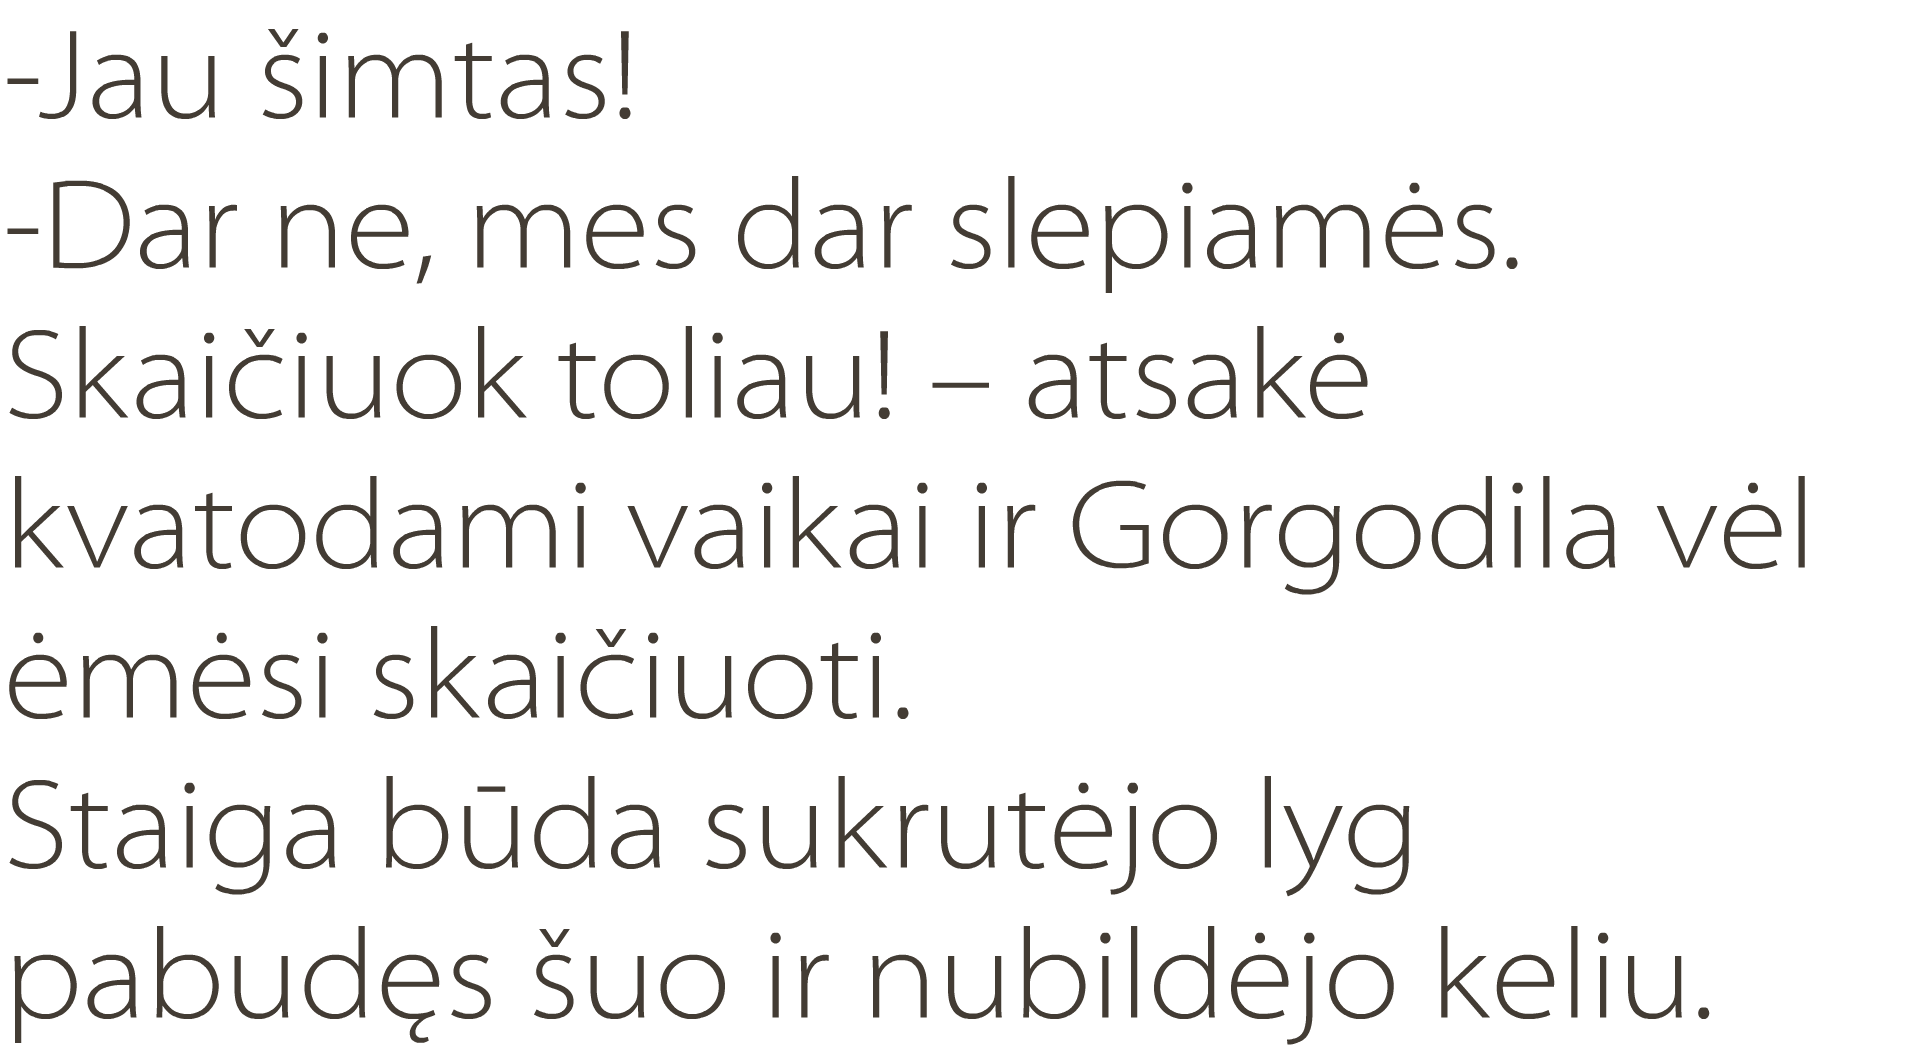 -Jau šimtas!
-Dar ne, mes dar slepiamės.
Skaičiuok toliau! – atsakė
kvatodami vaikai ir Gorgodila vėl
ėmėsi skaičiuoti.
Staiga būda sukrutėjo lyg
pabudęs šuo ir nubildėjo keliu.